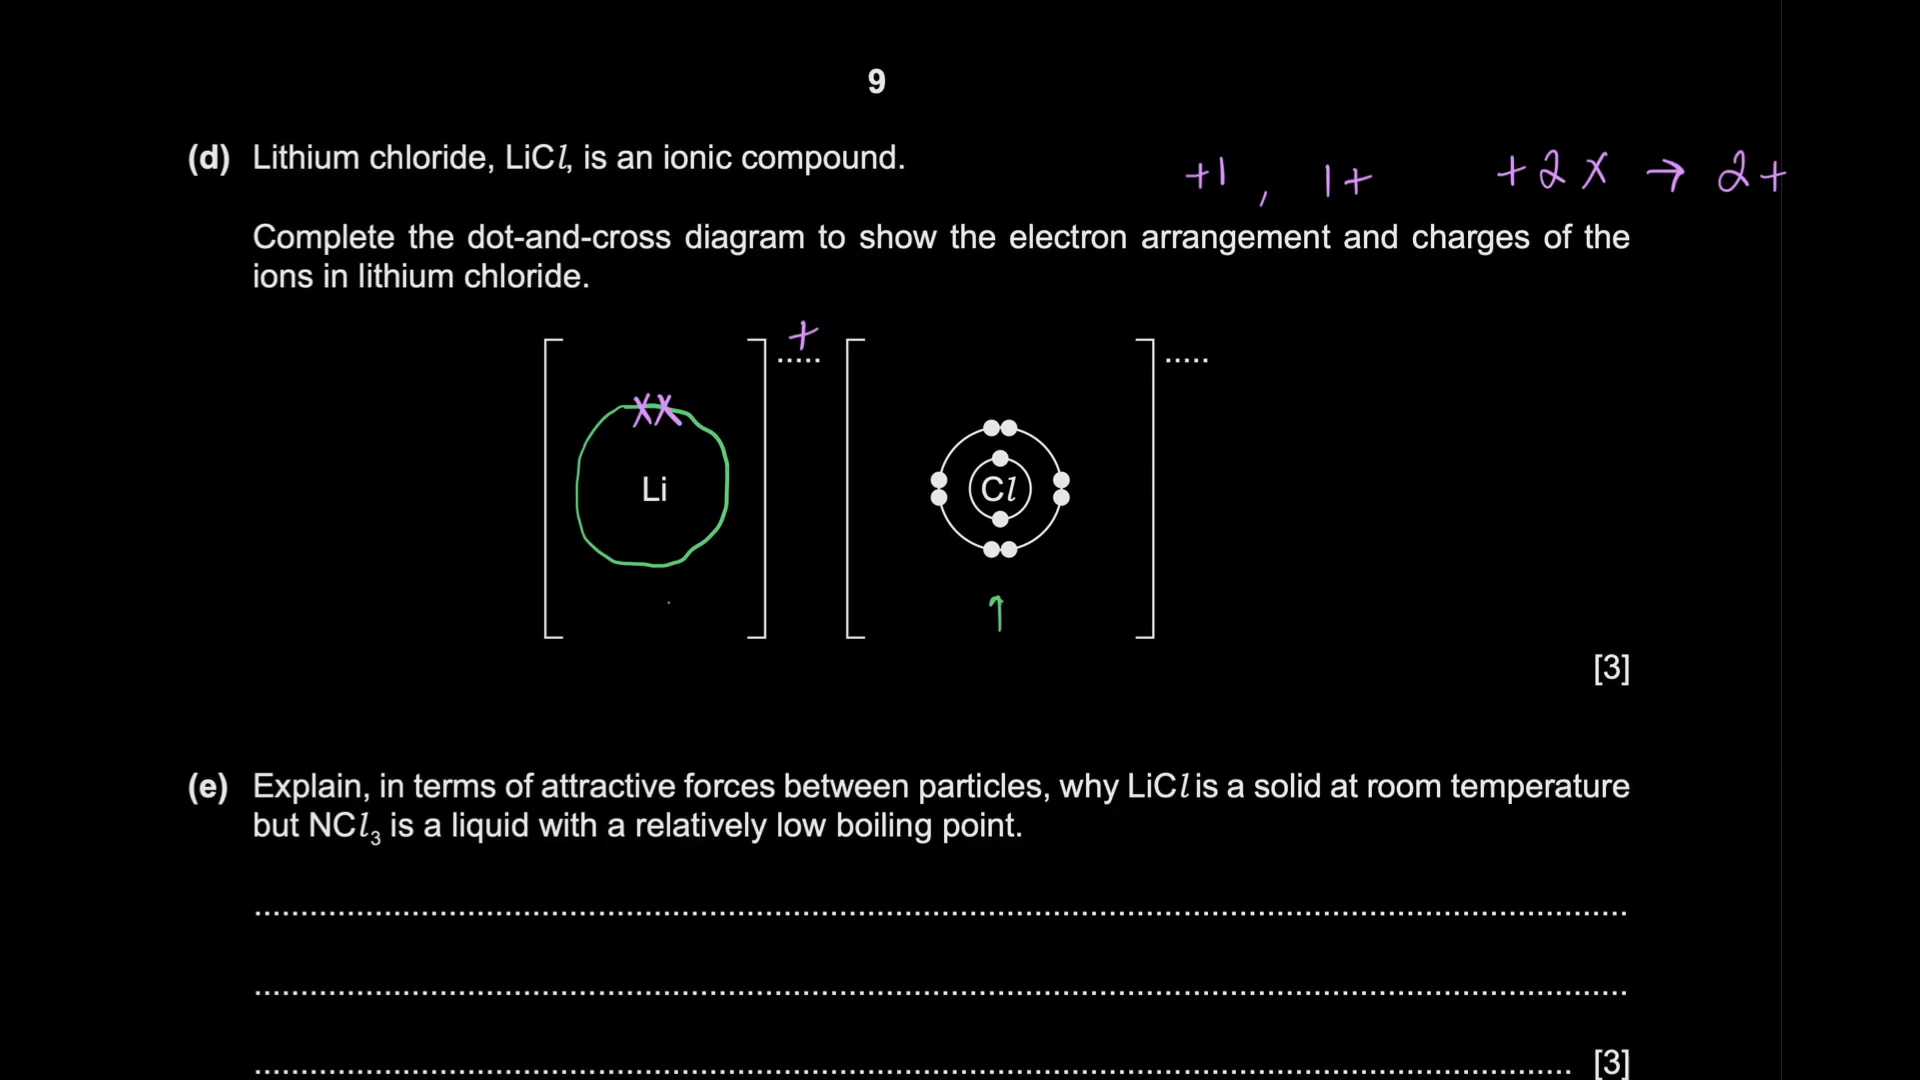 9
(d) Lithium chloride, LiCl, is an ionic compound.
+1 , 1+ +2 x → 2+
Complete the dot-and-cross diagram to show the electron arrangement and charges of the
ions in lithium chloride.
+
..... .....
xx
Li Cl
↑
[3]
(e) Explain, in terms of attractive forces between particles, why LiCl is a solid at room temperature
but NCl₃ is a liquid with a relatively low boiling point.
[3]